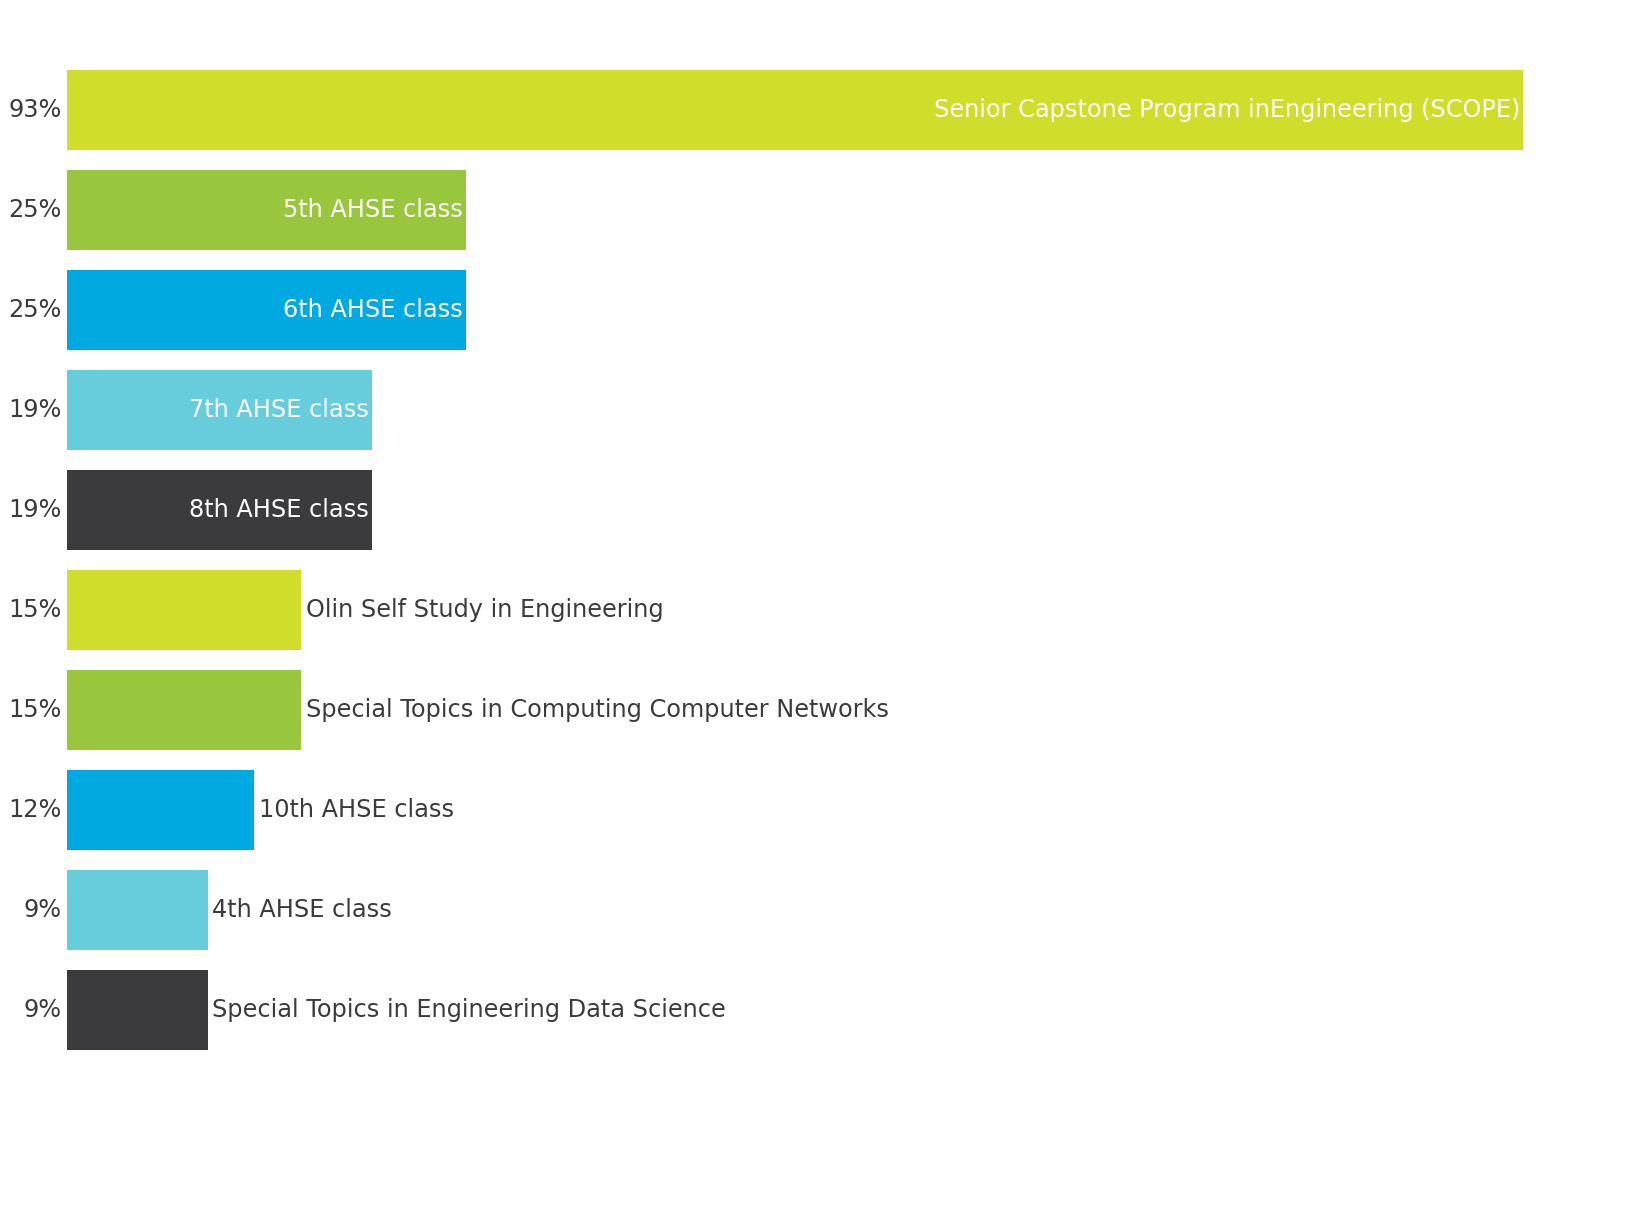 93% Senior Capstone Program inEngineering (SCOPE)
25% 5th AHSE class
25% 6th AHSE class
19% 7th AHSE class
19% 8th AHSE class
15% Olin Self Study in Engineering
15% Special Topics in Computing Computer Networks
12% 10th AHSE class
9% 4th AHSE class
9% Special Topics in Engineering Data Science